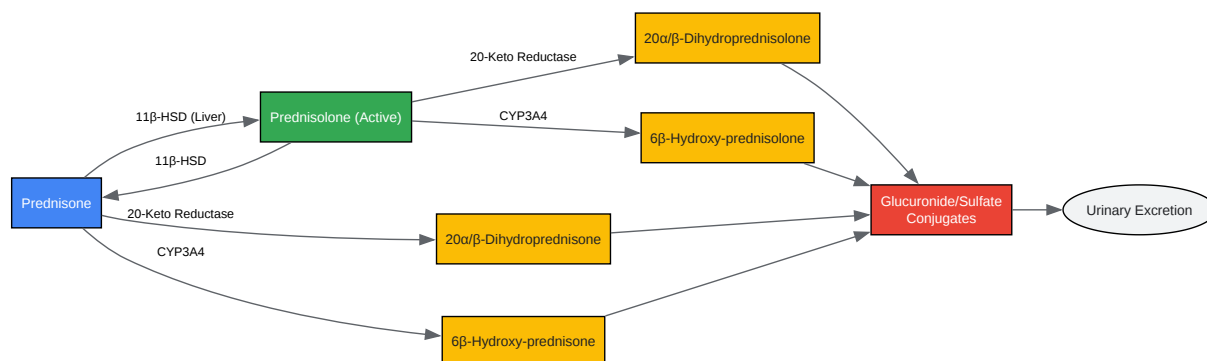 20α/β-Dihydroprednisolone
20-Keto Reductase
Prednisolone (Active)
11β-HSD (Liver)
CYP3A4
6β-Hydroxy-prednisolone
11β-HSD
Prednisone
20-Keto Reductase
20α/β-Dihydroprednisone
CYP3A4
6β-Hydroxy-prednisone
Glucuronide/Sulfate
Conjugates
Urinary Excretion